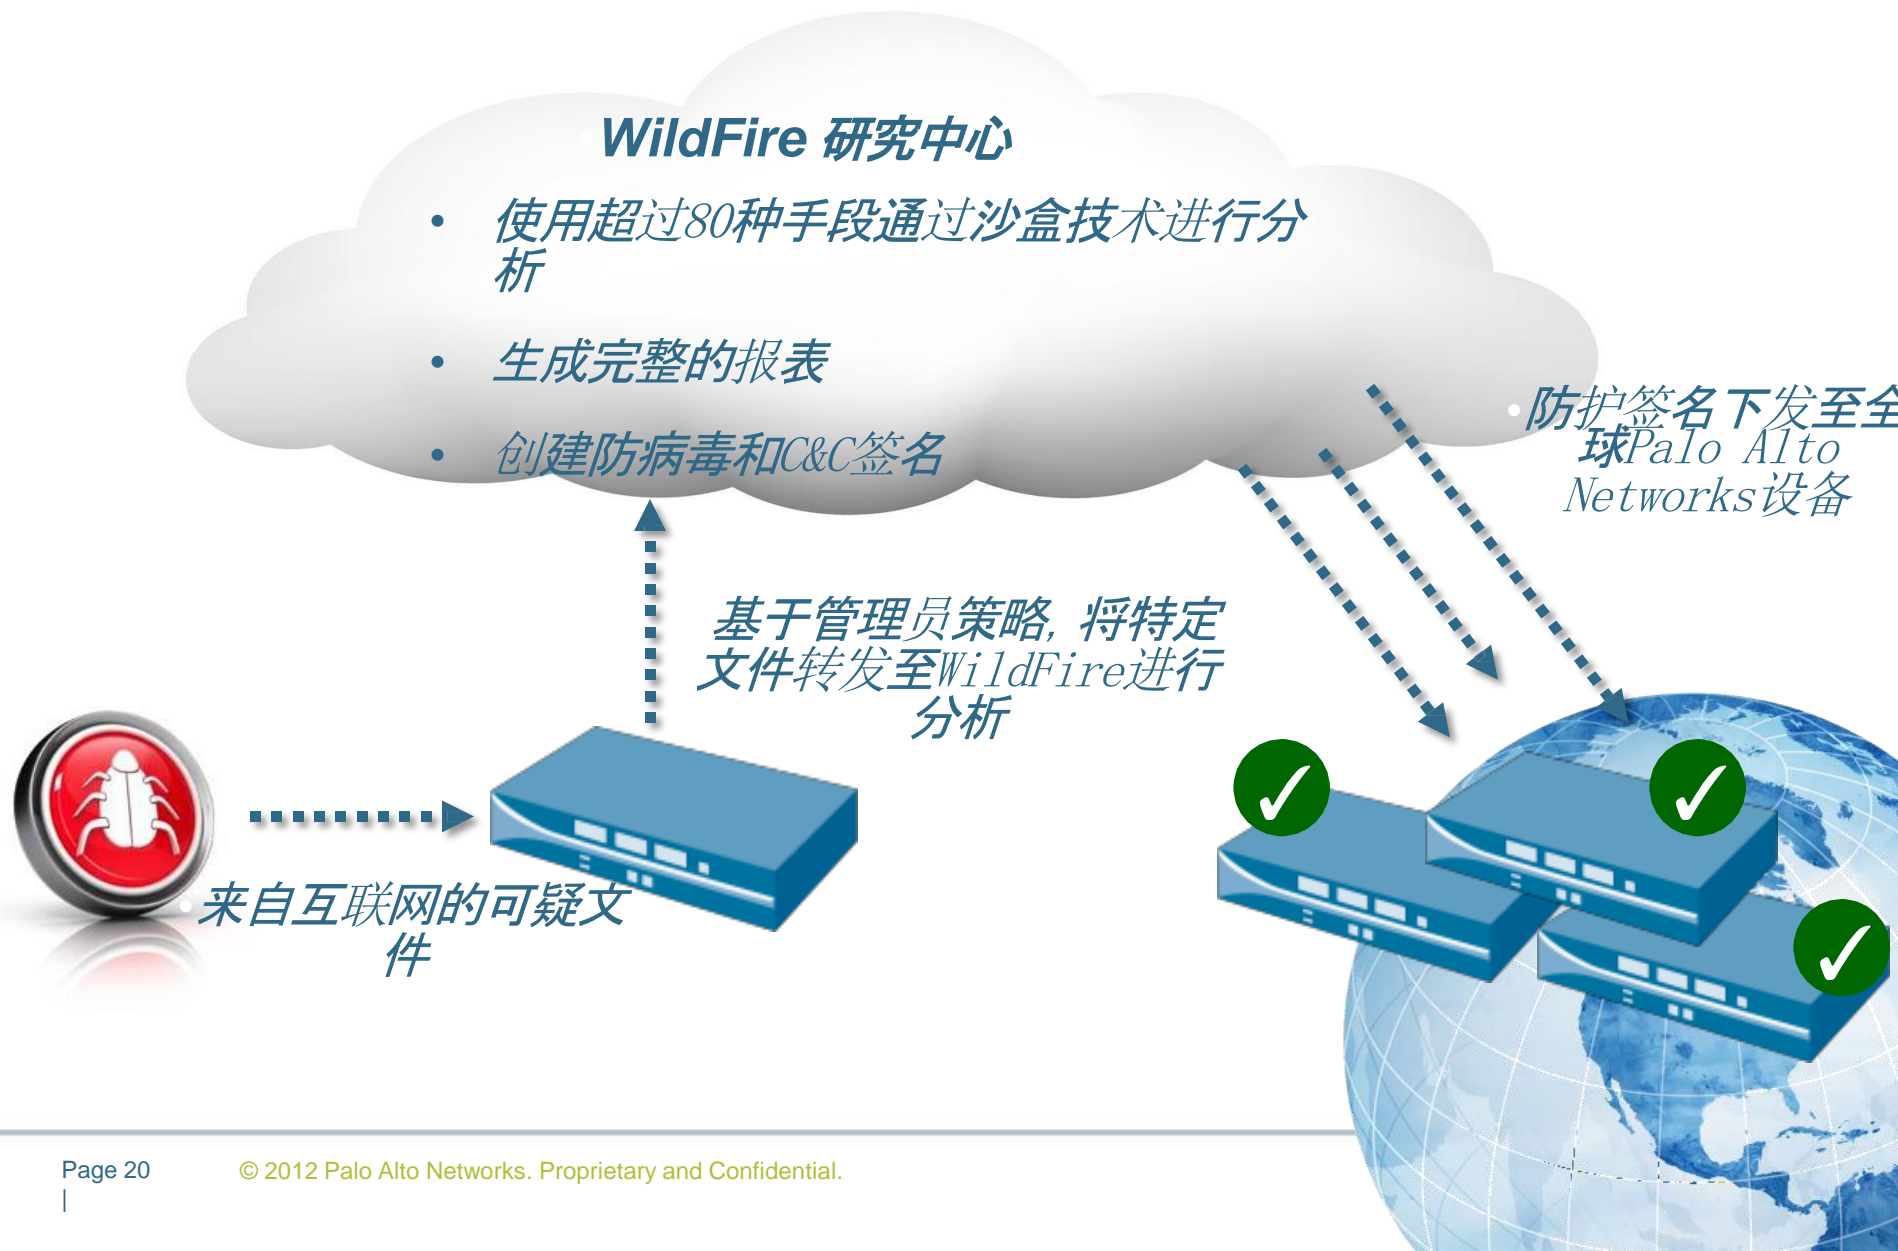 WildFire 研究中心
• 使用超过80种手段通过沙盒技术进行分
析
• 生成完整的报表
• 创建防病毒和C&C签名
•防护签名下发至全
球Palo Alto
Networks设备
基于管理员策略, 将特定
文件转发至WildFire进行
分析
•来自互联网的可疑文
件
Page 20
|
© 2012 Palo Alto Networks. Proprietary and Confidential.